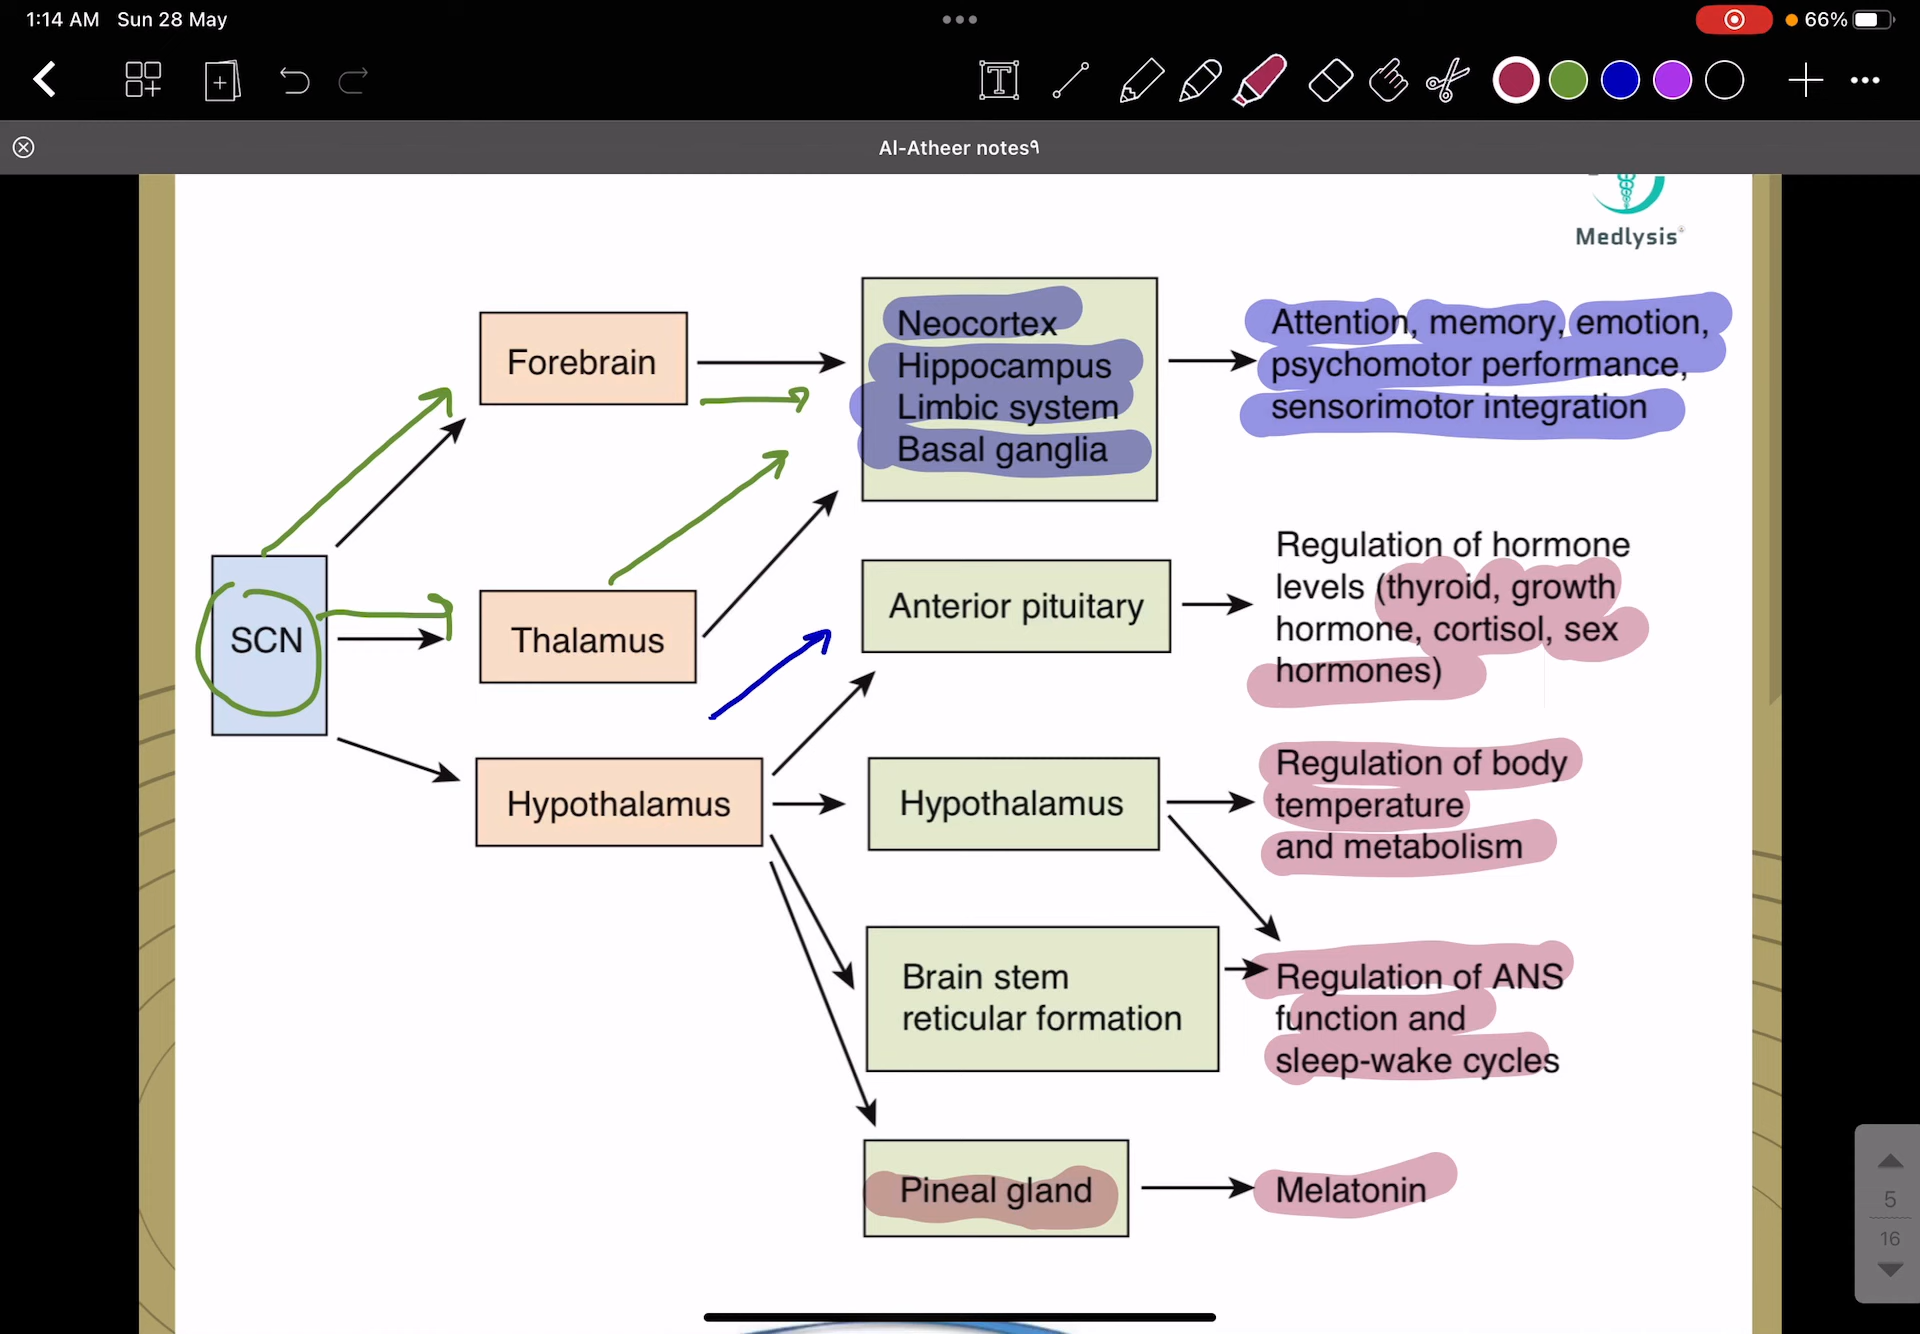 1:14 AM Sun 28 May
66%
Al-Atheer notes٩
Medlysis
Forebrain
Neocortex
Hippocampus
Limbic system
Basal ganglia
Attention, memory, emotion,
psychomotor performance,
sensorimotor integration
SCN
Thalamus
Anterior pituitary
Regulation of hormone
levels (thyroid, growth
hormone, cortisol, sex
hormones)
Hypothalamus
Hypothalamus
Regulation of body
temperature
and metabolism
Brain stem
reticular formation
Regulation of ANS
function and
sleep-wake cycles
Pineal gland
Melatonin
5
16